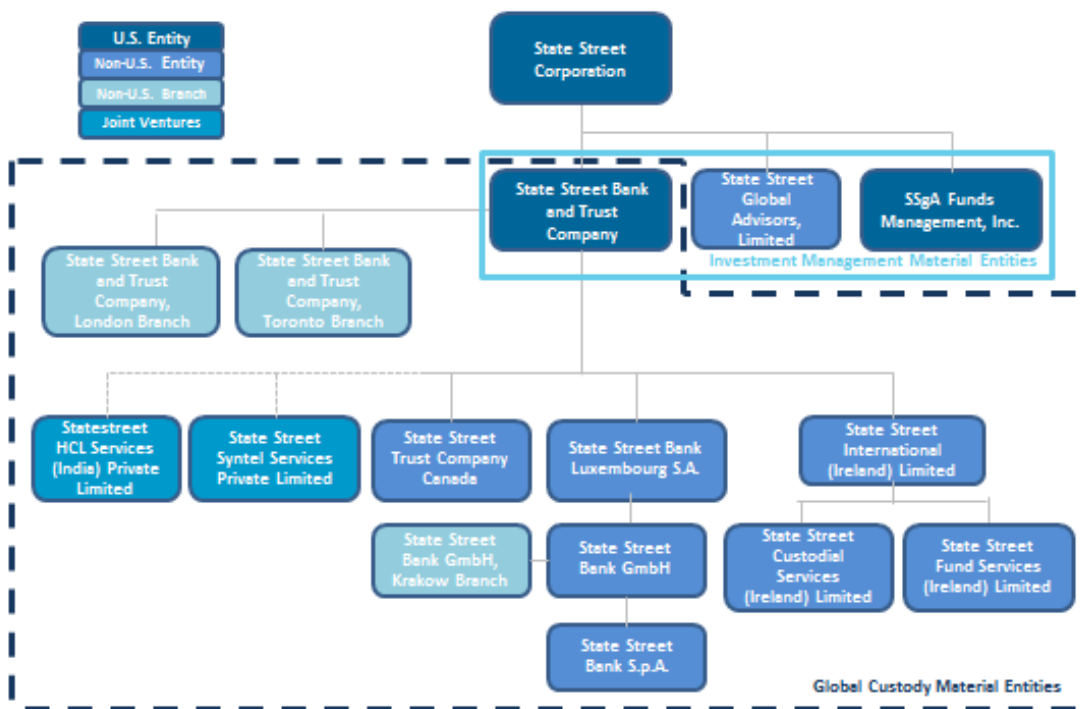 U.S. Entity
Non-U.S. Entity
Non-U.S. Branch
Joint Ventures
State Street
Corporation
State Street Bank
and Trust
Company
State Street
Global
Advisors,
Limited
SSgA Funds
Management, Inc.
Investment Management Material Entities
State Street Bank
and Trust
Company,
London Branch
State Street Bank
and Trust
Company,
Toronto Branch
Statestreet
HCL Services
(India) Private
Limited
State Street
Syntel Services
Private Limited
State Street
Trust Company
Canada
State Street Bank
Luxembourg S.A.
State Street
International
(Ireland) Limited
State Street
Bank GmbH,
Krakow Branch
State Street
Bank GmbH
State Street
Custodial
Services
(Ireland) Limited
State Street
Fund Services
(Ireland) Limited
State Street
Bank S.p.A.
Global Custody Material Entities